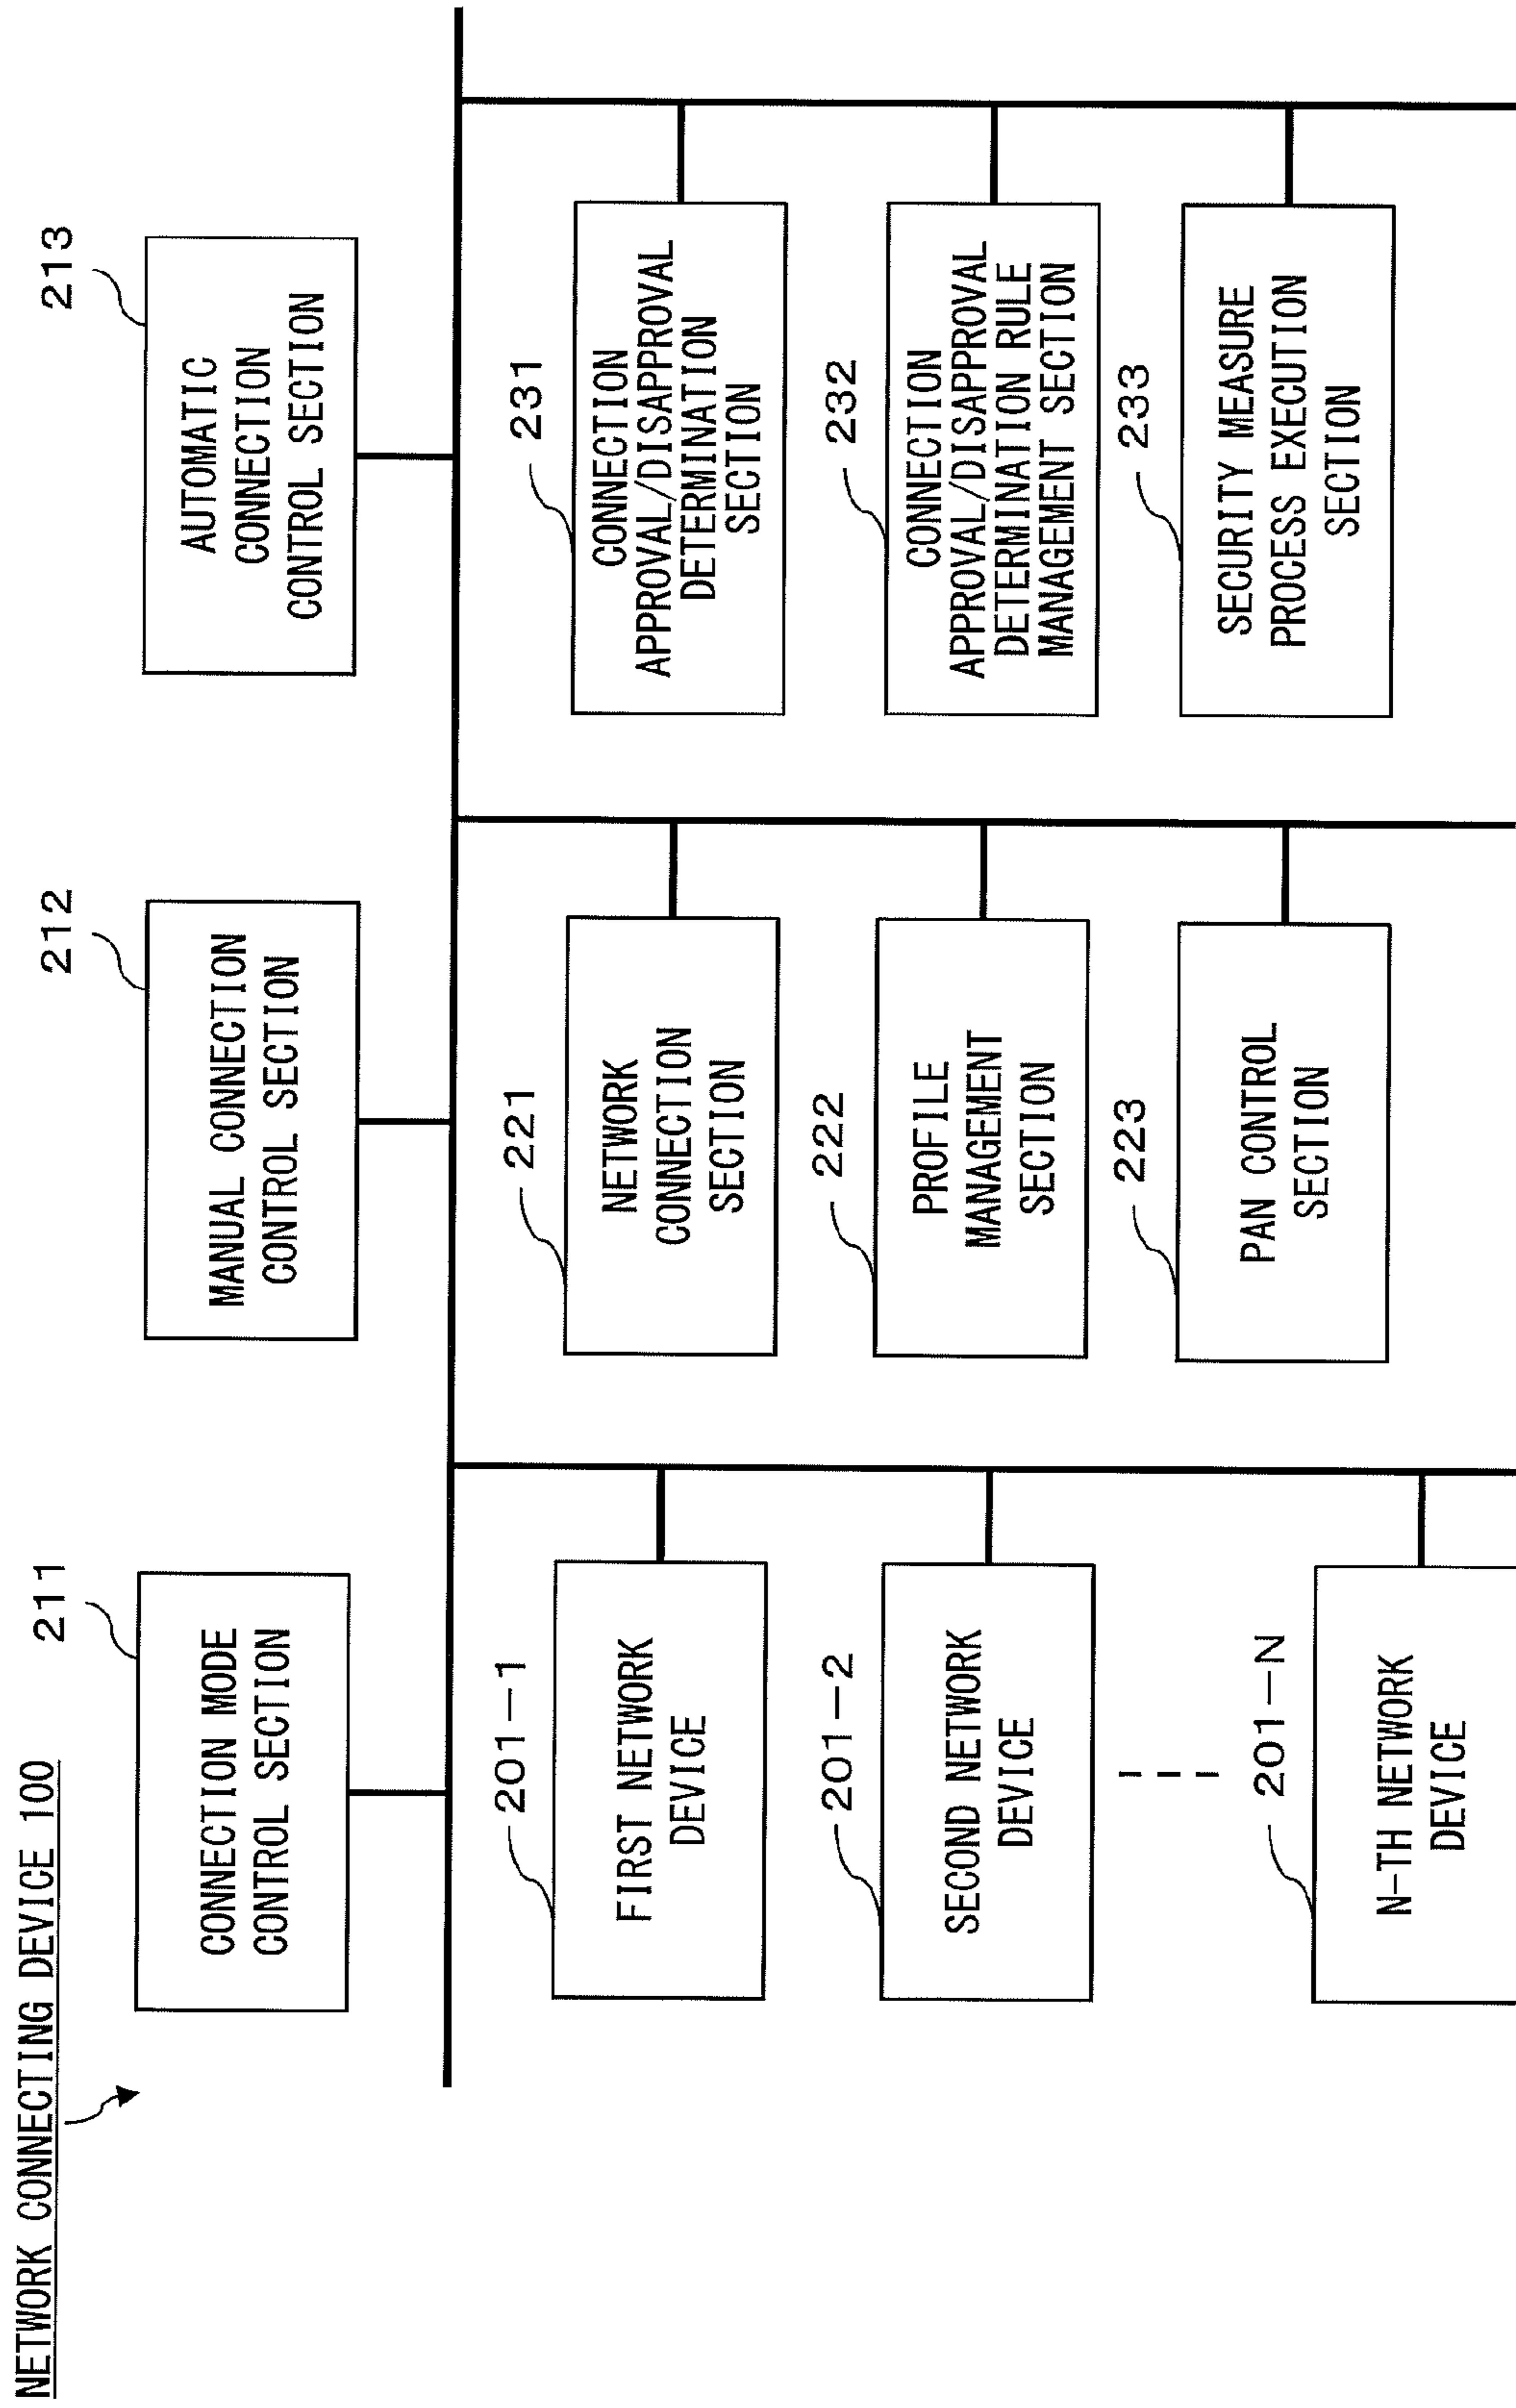 NETWORK CONNECTING DEVICE 100
211
CONNECTION MODE
CONTROL SECTION
212
MANUAL CONNECTION
CONTROL SECTION
213
AUTOMATIC
CONNECTION
CONTROL SECTION
201-1
FIRST NETWORK
DEVICE
201-2
SECOND NETWORK
DEVICE
201-N
N-TH NETWORK
DEVICE
221
NETWORK
CONNECTION
SECTION
222
PROFILE
MANAGEMENT
SECTION
223
PAN CONTROL
SECTION
231
CONNECTION
APPROVAL/DISAPPROVAL
DETERMINATION
SECTION
232
CONNECTION
APPROVAL/DISAPPROVAL
DETERMINATION RULE
MANAGEMENT SECTION
233
SECURITY MEASURE
PROCESS EXECUTION
SECTION